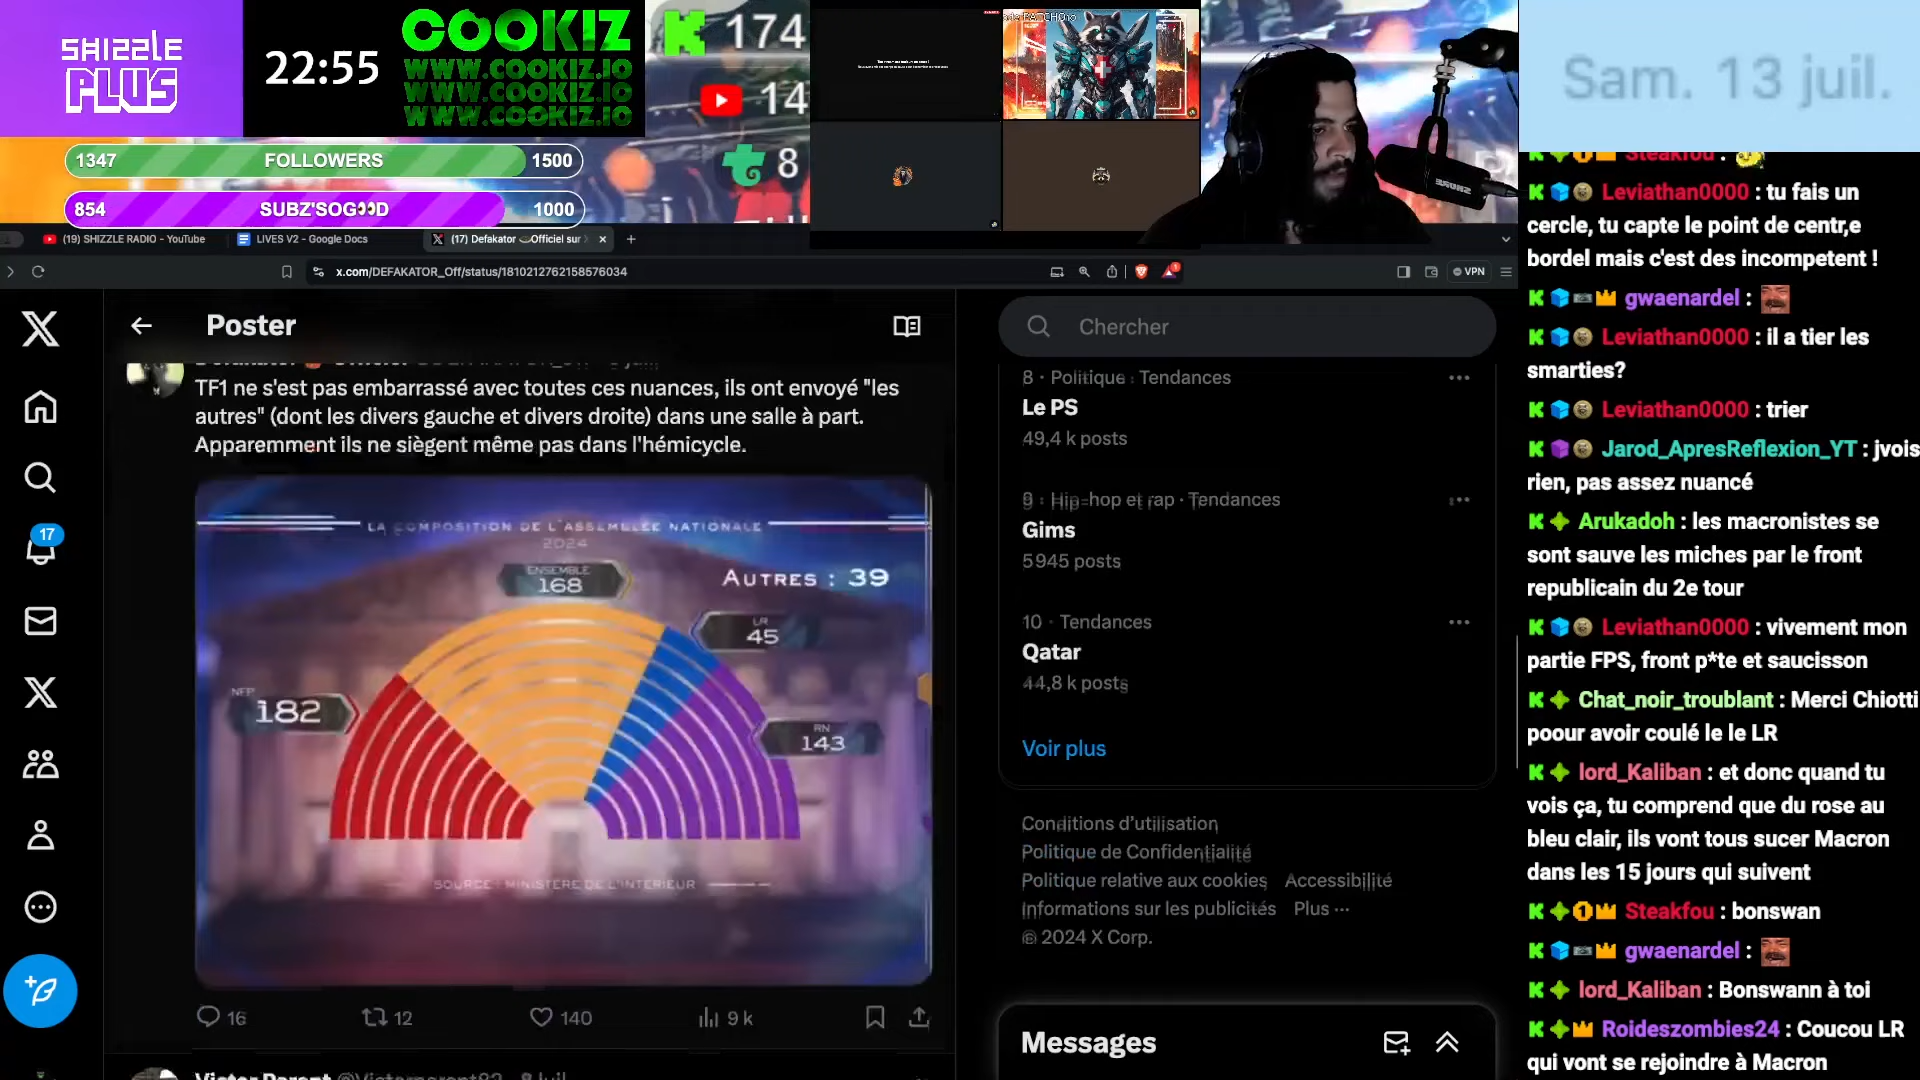 SHIZZLE
PLUS
22:55
COOKIZ
WWW.COOKIZ.IO
WWW.COOKIZ.IO
WWW.COOKIZ.IO
174
14
8
1347 FOLLOWERS 1500
854 SUBZ'SOG👀D 1000
Sam. 13 juil.
(19) SHIZZLE RADIO - YouTube
LIVES V2 - Google Docs
(17) Defakator
Officiel sur
x.com/DEFAKATOR_Off/status/1810212762158576034
VPN
Poster
TF1 ne s'est pas embarrassé avec toutes ces nuances, ils ont envoyé "les
autres" (dont les divers gauche et divers droite) dans une salle à part.
Apparemment ils ne siègent même pas dans l'hémicycle.
LA COMPOSITION DE L'ASSEMBLÉE NATIONALE
2024
ENSEMBLE
168
AUTRES : 39
LR
45
NFP
182
RN
143
SOURCE : MINISTÈRE DE L'INTÉRIEUR
16
12
140
9 k
17
Chercher
8 · Politique · Tendances
Le PS
49,4 k posts
9 · Hip-hop et rap · Tendances
Gims
5 945 posts
10 · Tendances
Qatar
44,8 k posts
Voir plus
Conditions d'utilisation
Politique de Confidentialité
Politique relative aux cookies Accessibilité
Informations sur les publicités Plus ···
© 2024 X Corp.
Messages
Steakfou :
Leviathan0000 : tu fais un
cercle, tu capte le point de centr,e
bordel mais c'est des incompetent !
gwaenardel :
Leviathan0000 : il a tier les
smarties?
Leviathan0000 : trier
Jarod_ApresReflexion_YT : jvois
rien, pas assez nuancé
Arukadoh : les macronistes se
sont sauve les miches par le front
republicain du 2e tour
Leviathan0000 : vivement mon
partie FPS, front p*te et saucisson
Chat_noir_troublant : Merci Chiotti
poour avoir coulé le le LR
lord_Kaliban : et donc quand tu
vois ça, tu comprend que du rose au
bleu clair, ils vont tous sucer Macron
dans les 15 jours qui suivent
Steakfou : bonswan
gwaenardel :
lord_Kaliban : Bonswann à toi
Roideszombies24 : Coucou LR
qui vont se rejoindre à Macron